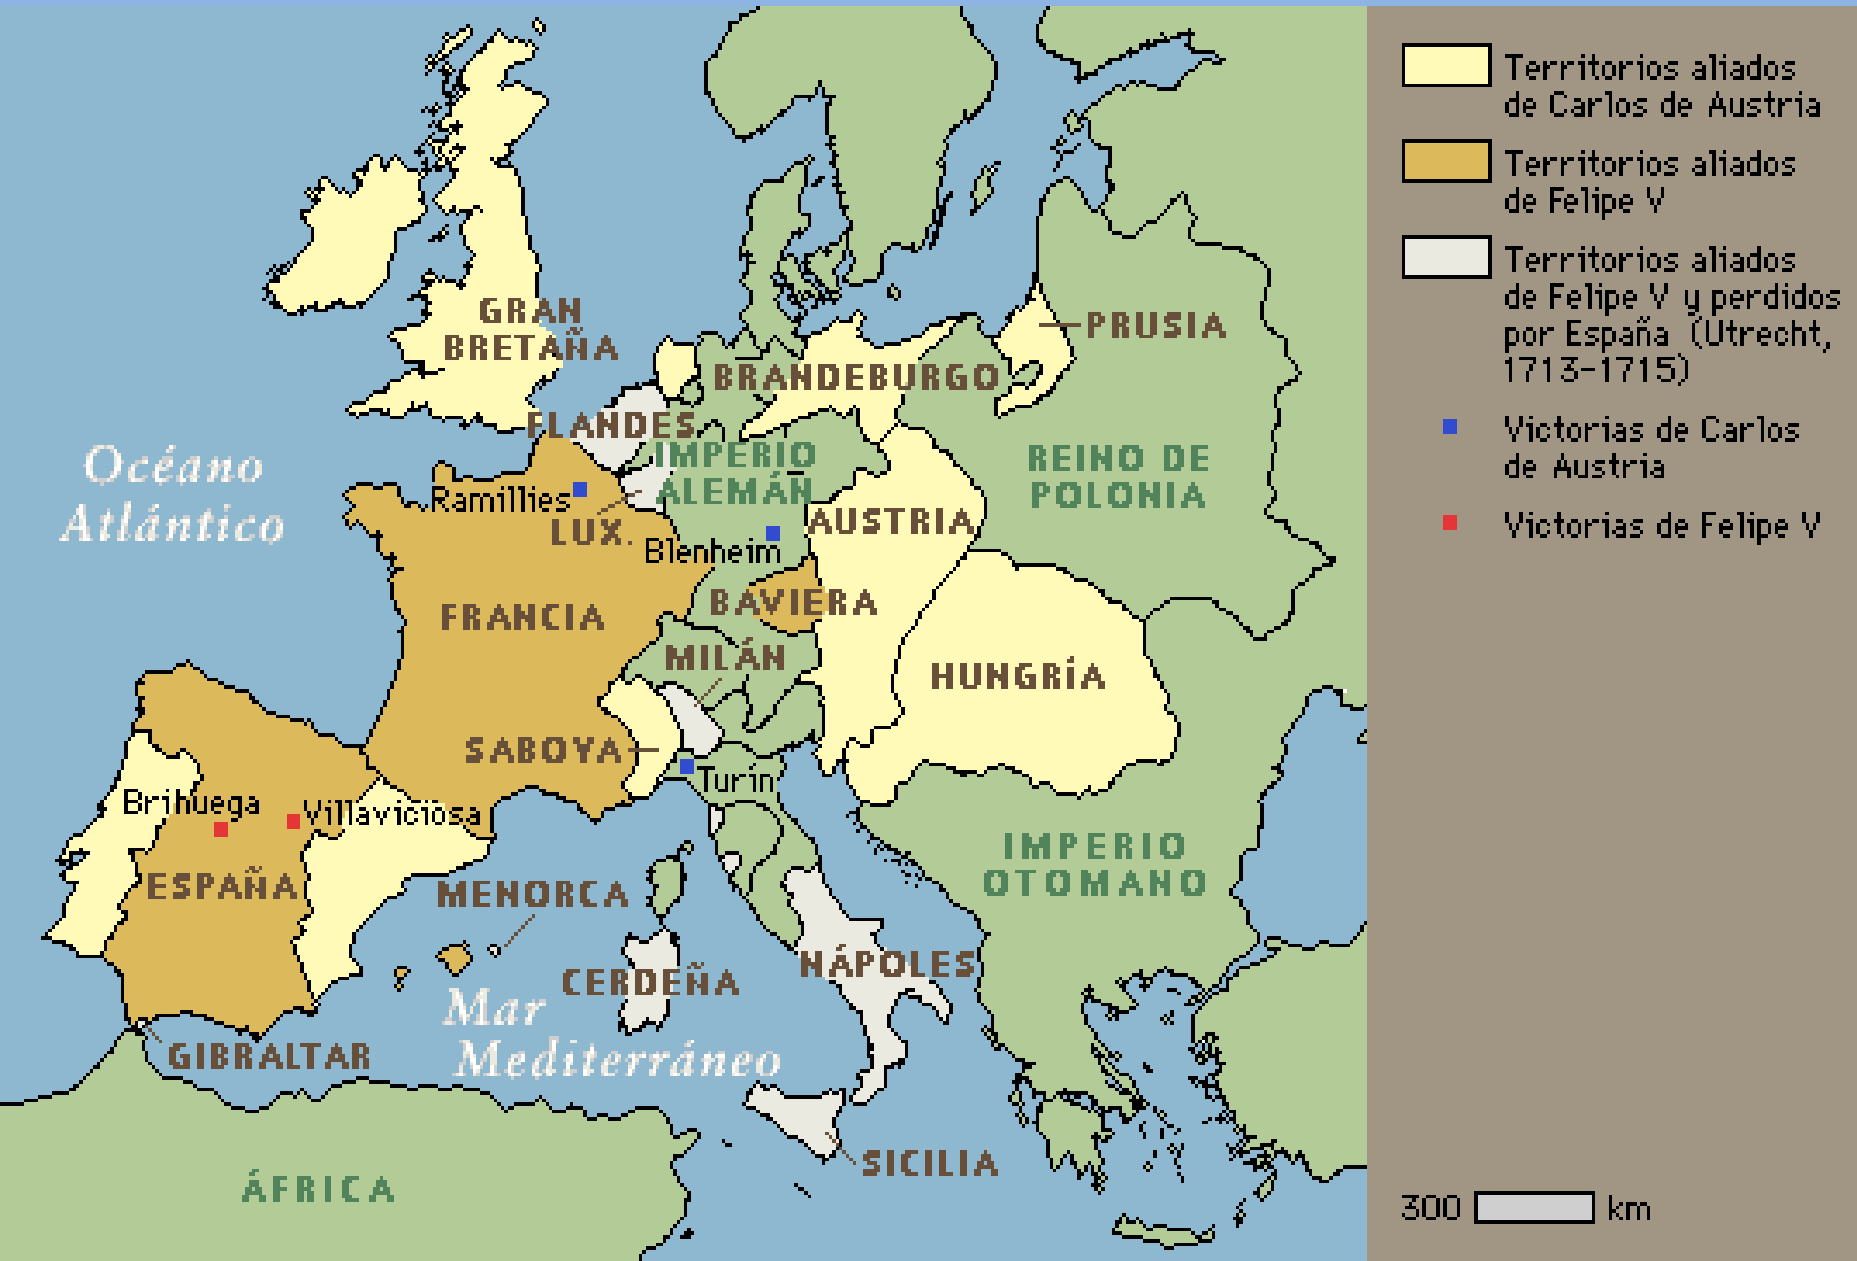 GRAN
BRETAÑA
PRUSIA
BRANDEBURGO
FLANDES
IMPERIO
ALEMÁN
REINO DE
POLONIA
Océano
Atlántico
Ramillies
LUX.
AUSTRIA
Blenheim
BAVIERA
FRANCIA
MILÁN
HUNGRÍA
SABOYA
Turín
Brihuega
Villaviciosa
ESPAÑA
MENORCA
IMPERIO
OTOMANO
NÁPOLES
CERDEÑA
Mar
Mediterráneo
GIBRALTAR
SICILIA
ÁFRICA
Territorios aliados
de Carlos de Austria
Territorios aliados
de Felipe V
Territorios aliados
de Felipe V y perdidos
por España (Utrecht,
1713-1715)
Victorias de Carlos
de Austria
Victorias de Felipe V
300 km